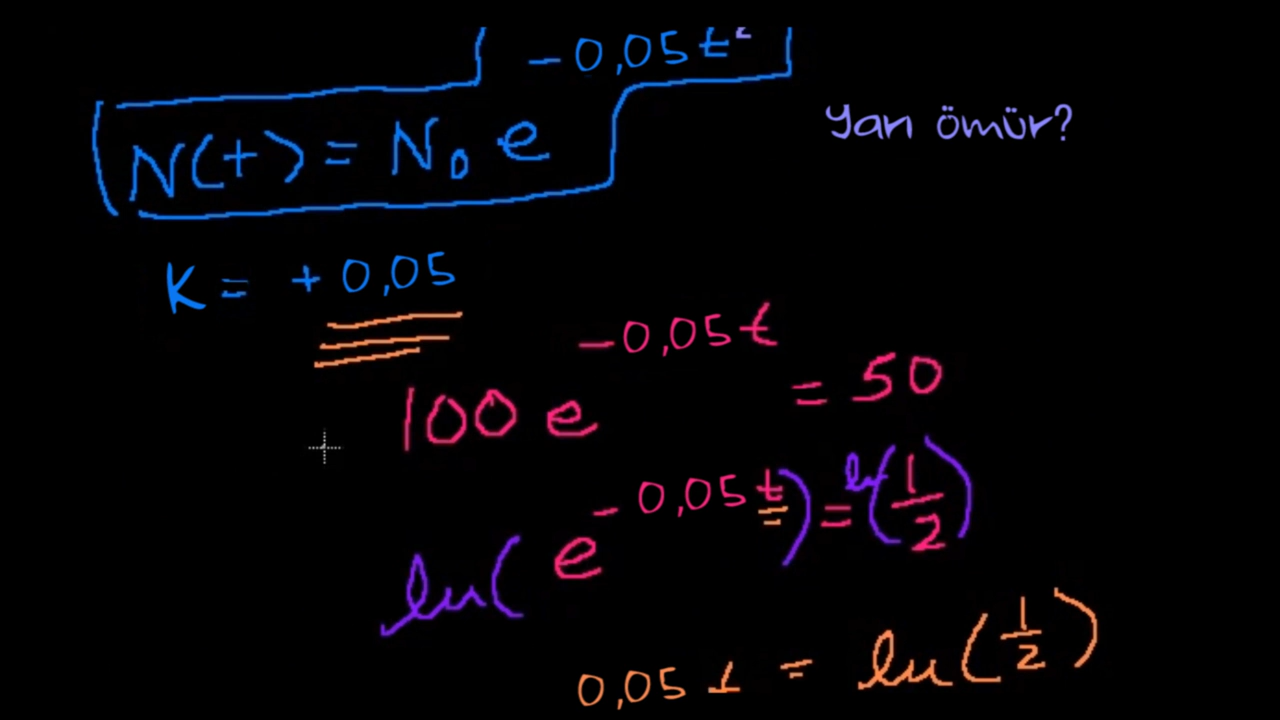 N(t) = N₀ e^(-0,05t)
Yarı ömür?
K = + 0,05
100 e^(-0,05t) = 50
ln(e^(-0,05t)) = ln(1/2)
0,05 t = ln(1/2)